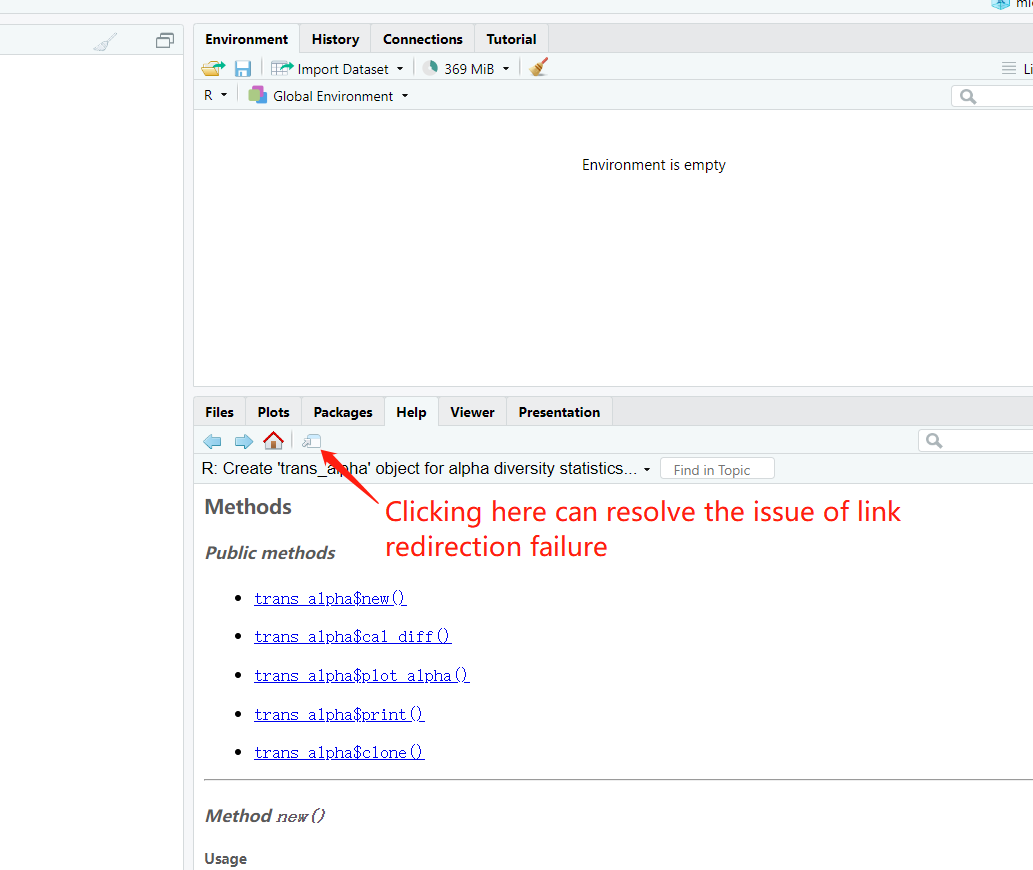 Environment History Connections Tutorial
Import Dataset 369 MiB
R Global Environment
Environment is empty
Files Plots Packages Help Viewer Presentation
R: Create 'trans_alpha' object for alpha diversity statistics... Find in Topic
Clicking here can resolve the issue of link
redirection failure
Methods
Public methods
trans_alpha$new()
trans_alpha$cal_diff()
trans_alpha$plot_alpha()
trans_alpha$print()
trans_alpha$clone()
Method new()
Usage